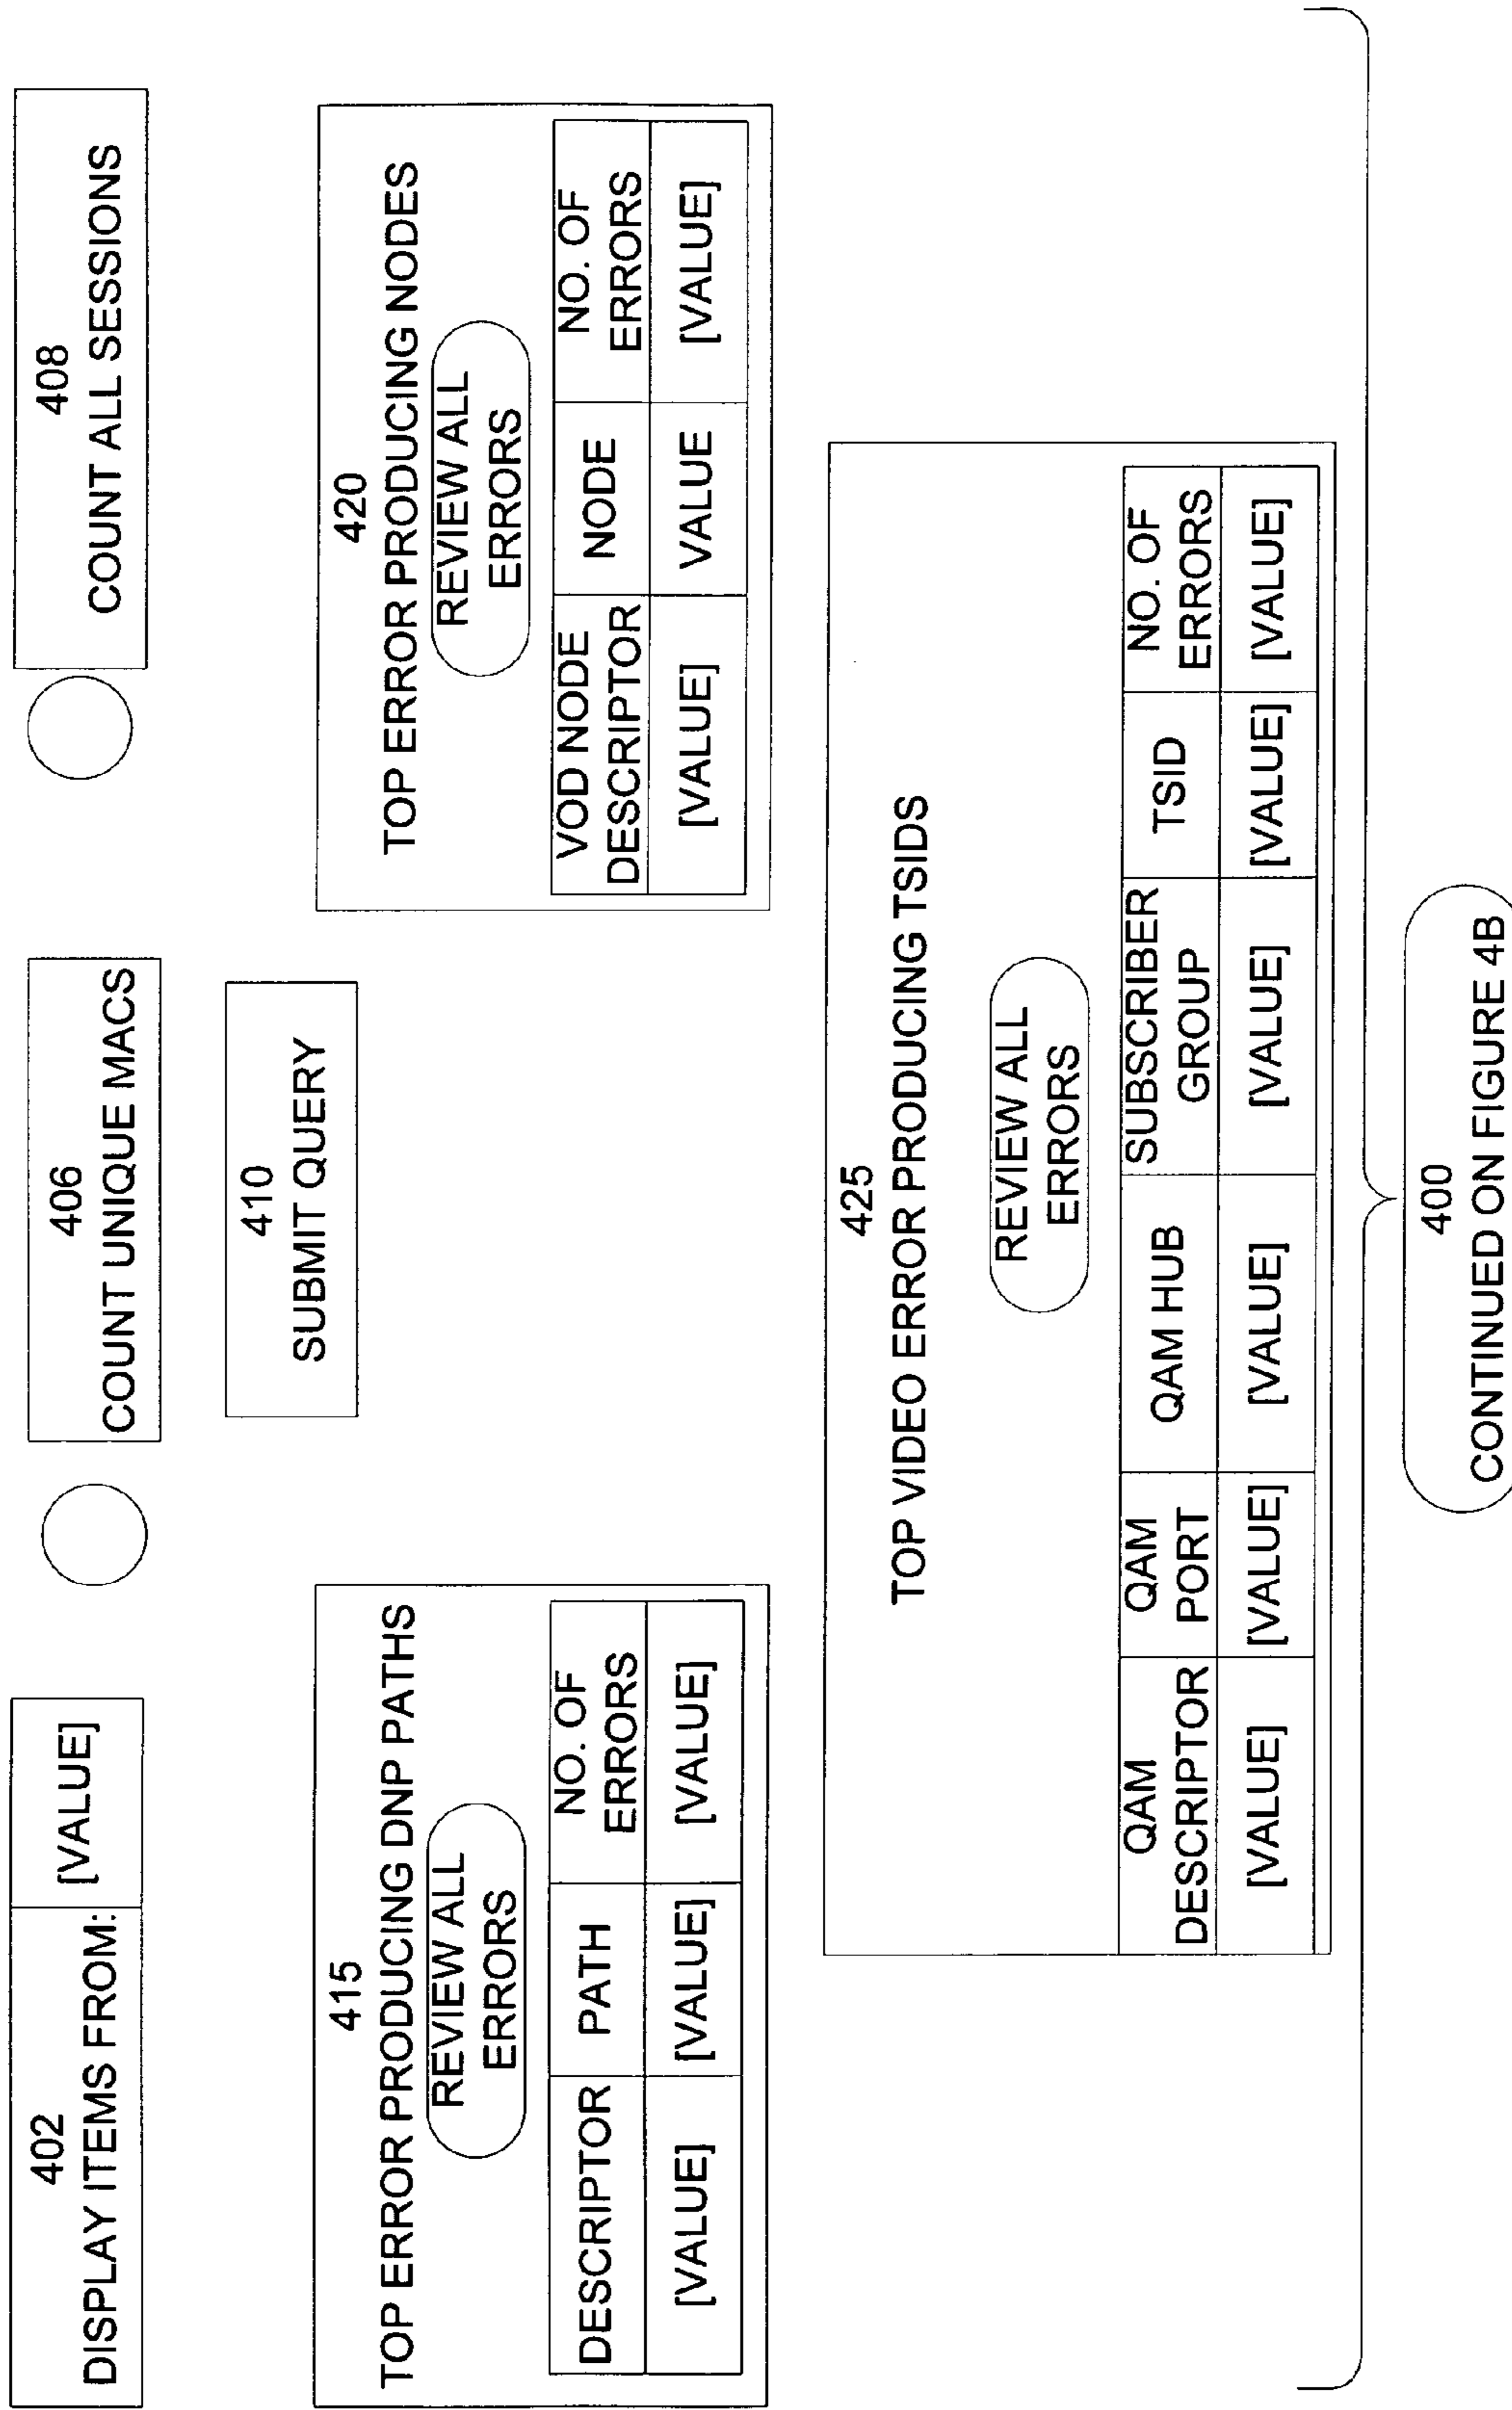 402
DISPLAY ITEMS FROM: [VALUE]
406
COUNT UNIQUE MACS
408
COUNT ALL SESSIONS
410
SUBMIT QUERY
415
TOP ERROR PRODUCING DNP PATHS
REVIEW ALL
ERRORS
DESCRIPTOR PATH NO. OF
ERRORS
[VALUE] [VALUE] [VALUE]
420
TOP ERROR PRODUCING NODES
REVIEW ALL
ERRORS
VOD NODE NODE NO. OF
DESCRIPTOR ERRORS
[VALUE] VALUE [VALUE]
425
TOP VIDEO ERROR PRODUCING TSIDS
REVIEW ALL
ERRORS
QAM QAM QAM HUB SUBSCRIBER TSID NO. OF
DESCRIPTOR PORT GROUP ERRORS
[VALUE] [VALUE] [VALUE] [VALUE] [VALUE] [VALUE]
400
CONTINUED ON FIGURE 4B